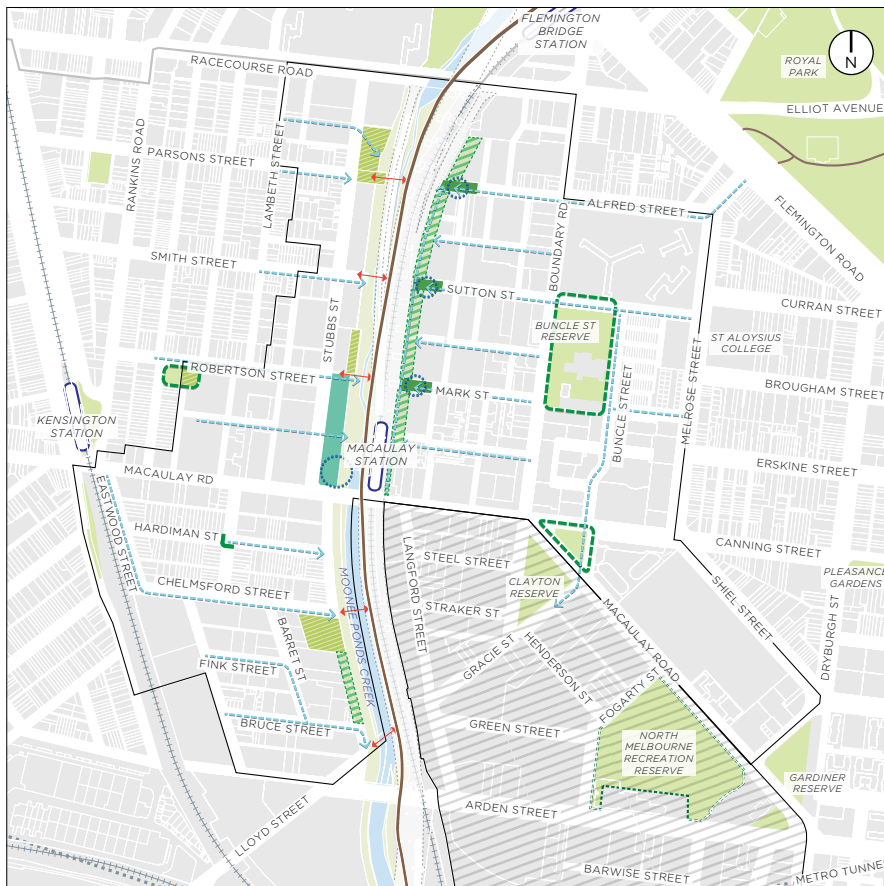 FLEMINGTON
BRIDGE
STATION
ROYAL
PARK
N
RACECOURSE ROAD
ELLIOT AVENUE
RANKINS ROAD
PARSONS STREET
LAMBETH STREET
ALFRED STREET
FLEMINGTON ROAD
BOUNDARY RD
SMITH STREET
SUTTON ST
CURRAN STREET
STUBBS ST
BUNCLE ST
RESERVE
ST ALOYSIUS
COLLEGE
MELROSE STREET
ROBERTSON STREET
MARK ST
BROUGHAM STREET
BUNCLE STREET
KENSINGTON
STATION
MACAULAY
STATION
MACAULAY RD
ERSKINE STREET
EASTWOOD STREET
HARDIMAN ST
CANNING STREET
LANGFORD STREET
STEEL STREET
CLAYTON
RESERVE
PLEASANCE
GARDENS
CHELMSFORD STREET
MOONEE PONDS CREEK
STRAKER ST
MACAULAY ROAD
SHIEL STREET
DRYBURGH ST
BARRET ST
GRACIE ST
HENDERSON ST
FINK STREET
FOGARTY ST
BRUCE STREET
GREEN STREET
NORTH
MELBOURNE
RECREATION
RESERVE
GARDINER
RESERVE
LLOYD STREET
ARDEN STREET
BARWISE STREET
METRO TUNNE